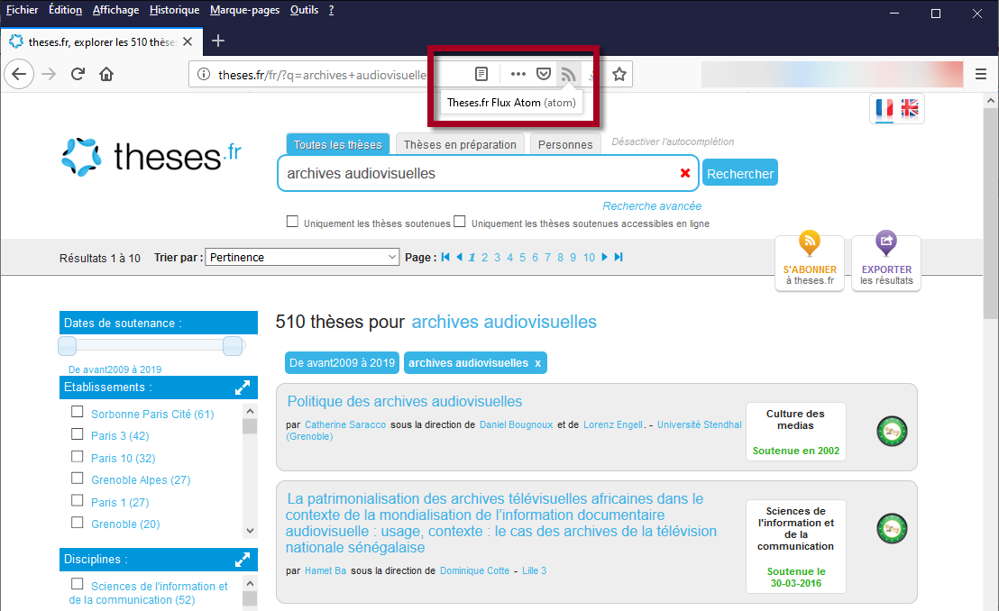 Fichier Édition Affichage Historique Marque-pages Outils ?
theses.fr, explorer les 510 thèse
theses.fr/fr/?q=archives+audiovisuelle
Theses.fr Flux Atom (atom)
theses.fr
Toutes les thèses Thèses en préparation Personnes Désactiver l'autocomplétion
archives audiovisuelles x Rechercher
Recherche avancée
Uniquement les thèses soutenues Uniquement les thèses soutenues accessibles en ligne
Résultats 1 à 10 Trier par : Pertinence Page : 1 2 3 4 5 6 7 8 9 10
S'ABONNER
à theses.fr
EXPORTER
les résultats
Dates de soutenance :
De avant2009 à 2019
Etablissements :
Sorbonne Paris Cité (61)
Paris 3 (42)
Paris 10 (32)
Grenoble Alpes (27)
Paris 1 (27)
Grenoble (20)
Disciplines :
Sciences de l'information et
de la communication (52)
510 thèses pour archives audiovisuelles
De avant2009 à 2019 archives audiovisuelles x
Politique des archives audiovisuelles
par Catherine Saracco sous la direction de Daniel Bougnoux et de Lorenz Engell. - Université Stendhal
(Grenoble)
Culture des
medias
Soutenue en 2002
La patrimonialisation des archives télévisuelles africaines dans le
contexte de la mondialisation de l'information documentaire
audiovisuelle : usage, contexte : le cas des archives de la télévision
nationale sénégalaise
par Hamet Ba sous la direction de Dominique Cotte - Lille 3
Sciences de
l'information et
de la
communication
Soutenue le
30-03-2016